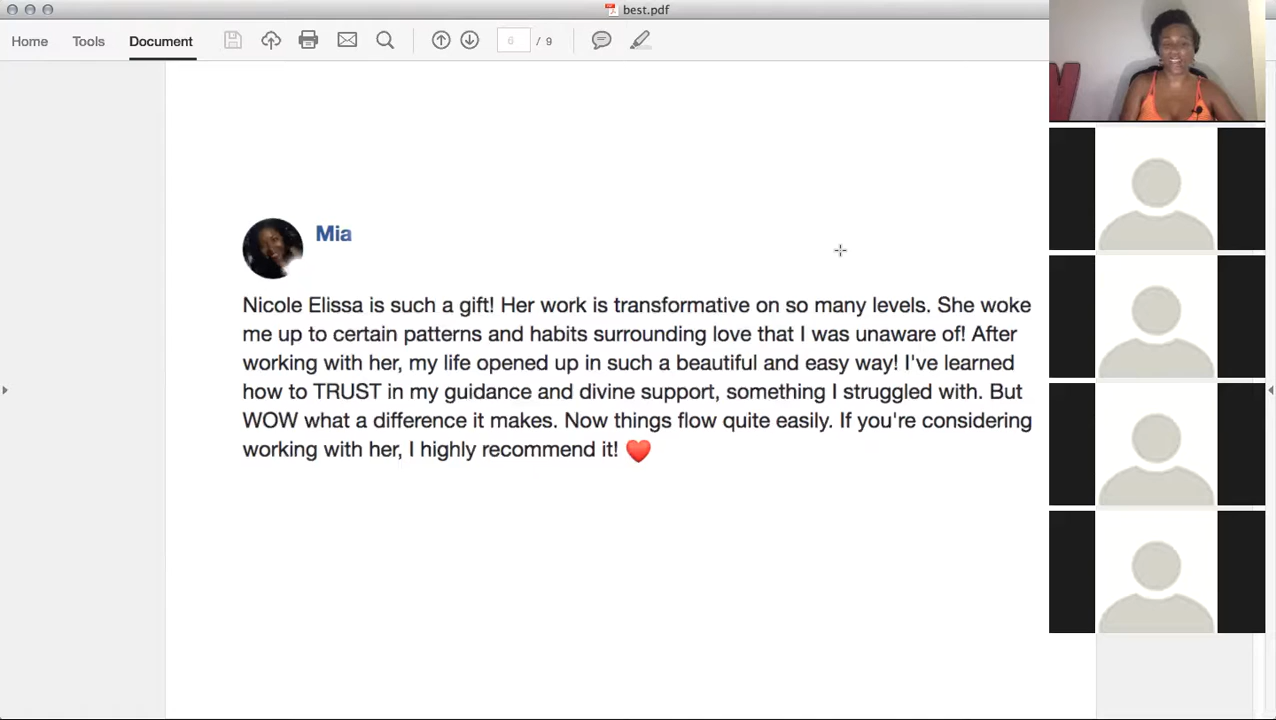 best.pdf
Home Tools Document 6 / 9
Mia
Nicole Elissa is such a gift! Her work is transformative on so many levels. She woke
me up to certain patterns and habits surrounding love that I was unaware of! After
working with her, my life opened up in such a beautiful and easy way! I've learned
how to TRUST in my guidance and divine support, something I struggled with. But
WOW what a difference it makes. Now things flow quite easily. If you're considering
working with her, I highly recommend it! ❤️